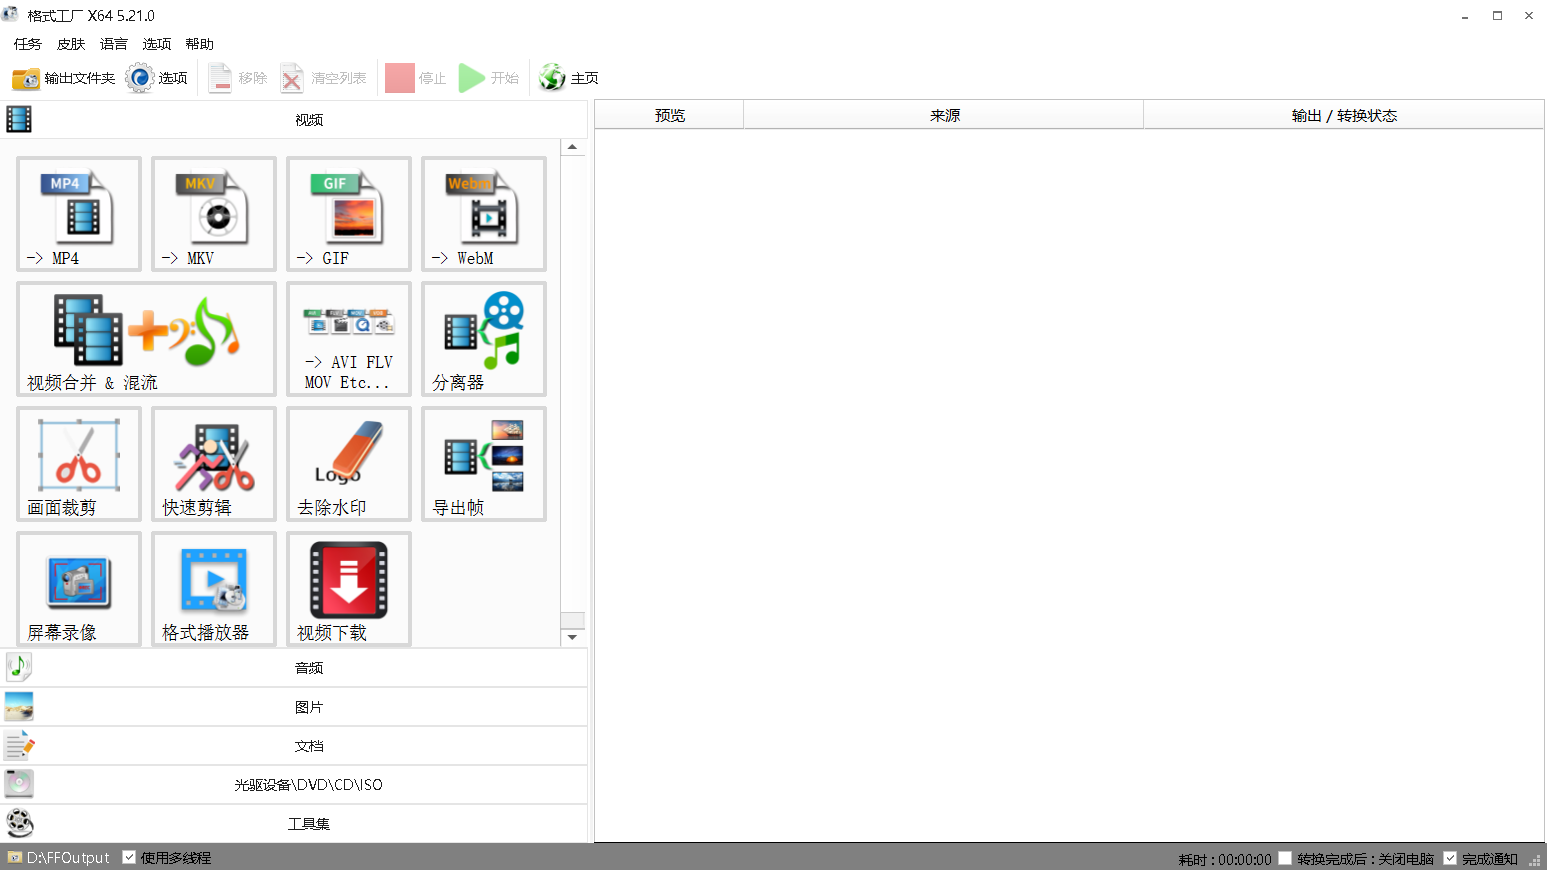 格式工厂 X64 5.21.0
任务 皮肤 语言 选项 帮助
输出文件夹 选项 移除 清空列表 停止 开始 主页
视频
预览 来源 输出 / 转换状态
MP4 MKV GIF Webm
-> MP4 -> MKV -> GIF -> WebM
视频合并 & 混流
-> AVI FLV
MOV Etc...
分离器
Logo
画面裁剪 快速剪辑 去除水印 导出帧
屏幕录像 格式播放器 视频下载
音频
图片
文档
光驱设备\DVD\CD\ISO
工具集
D:\FFOutput 使用多线程 耗时 : 00:00:00 转换完成后 : 关闭电脑 完成通知